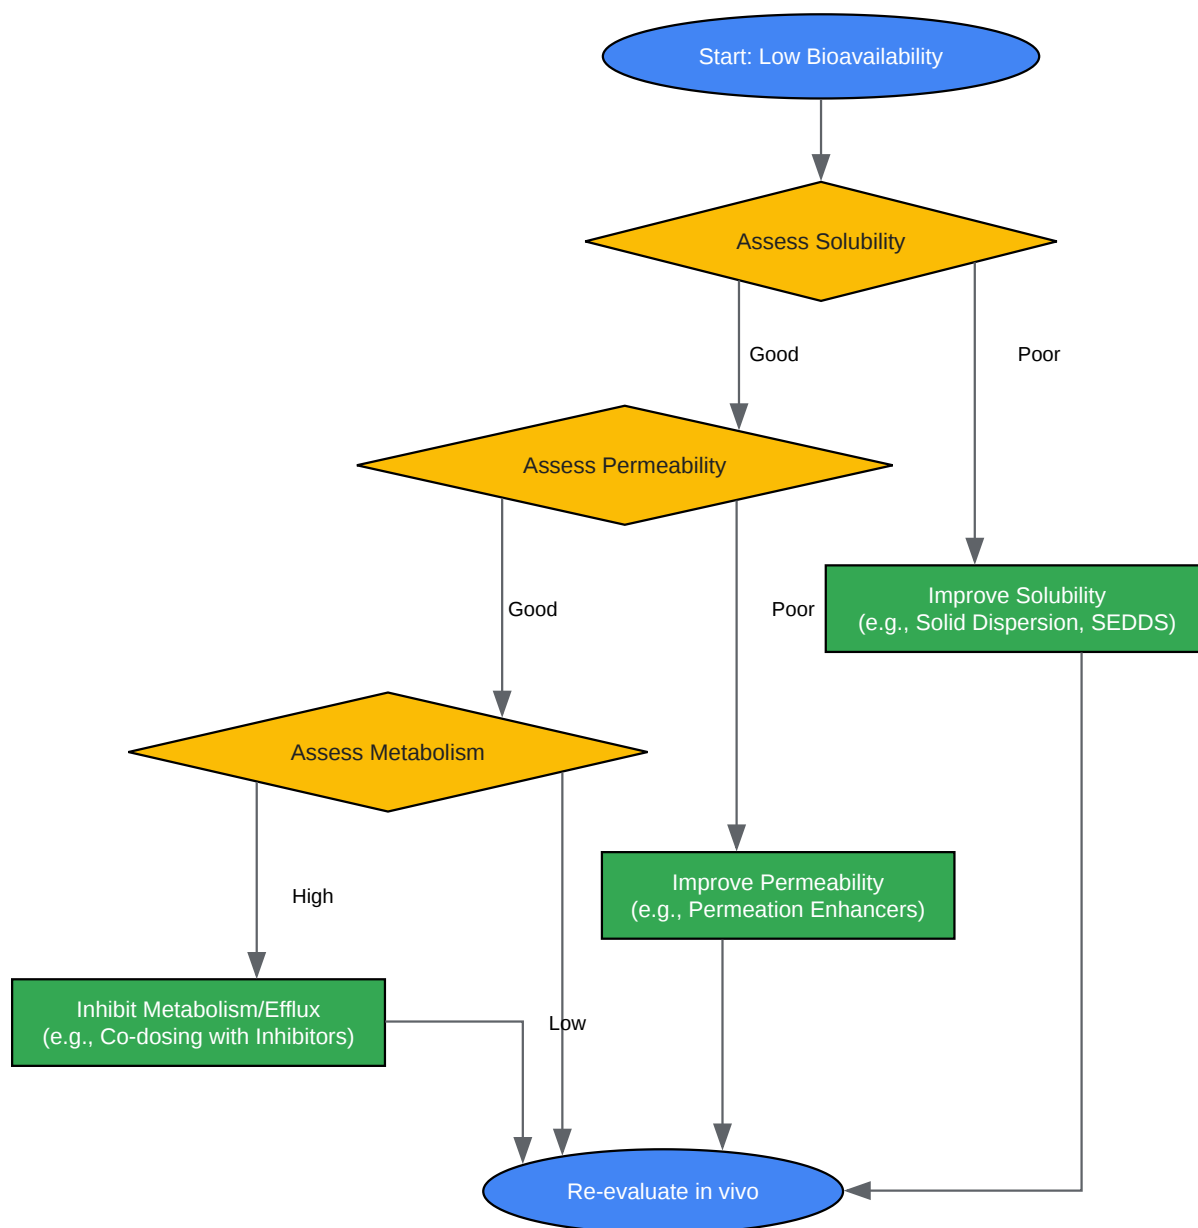 Start: Low Bioavailability
Assess Solubility
Good
Poor
Assess Permeability
Improve Solubility
(e.g., Solid Dispersion, SEDDS)
Good
Poor
Assess Metabolism
Improve Permeability
(e.g., Permeation Enhancers)
High
Inhibit Metabolism/Efflux
(e.g., Co-dosing with Inhibitors)
Low
Re-evaluate in vivo